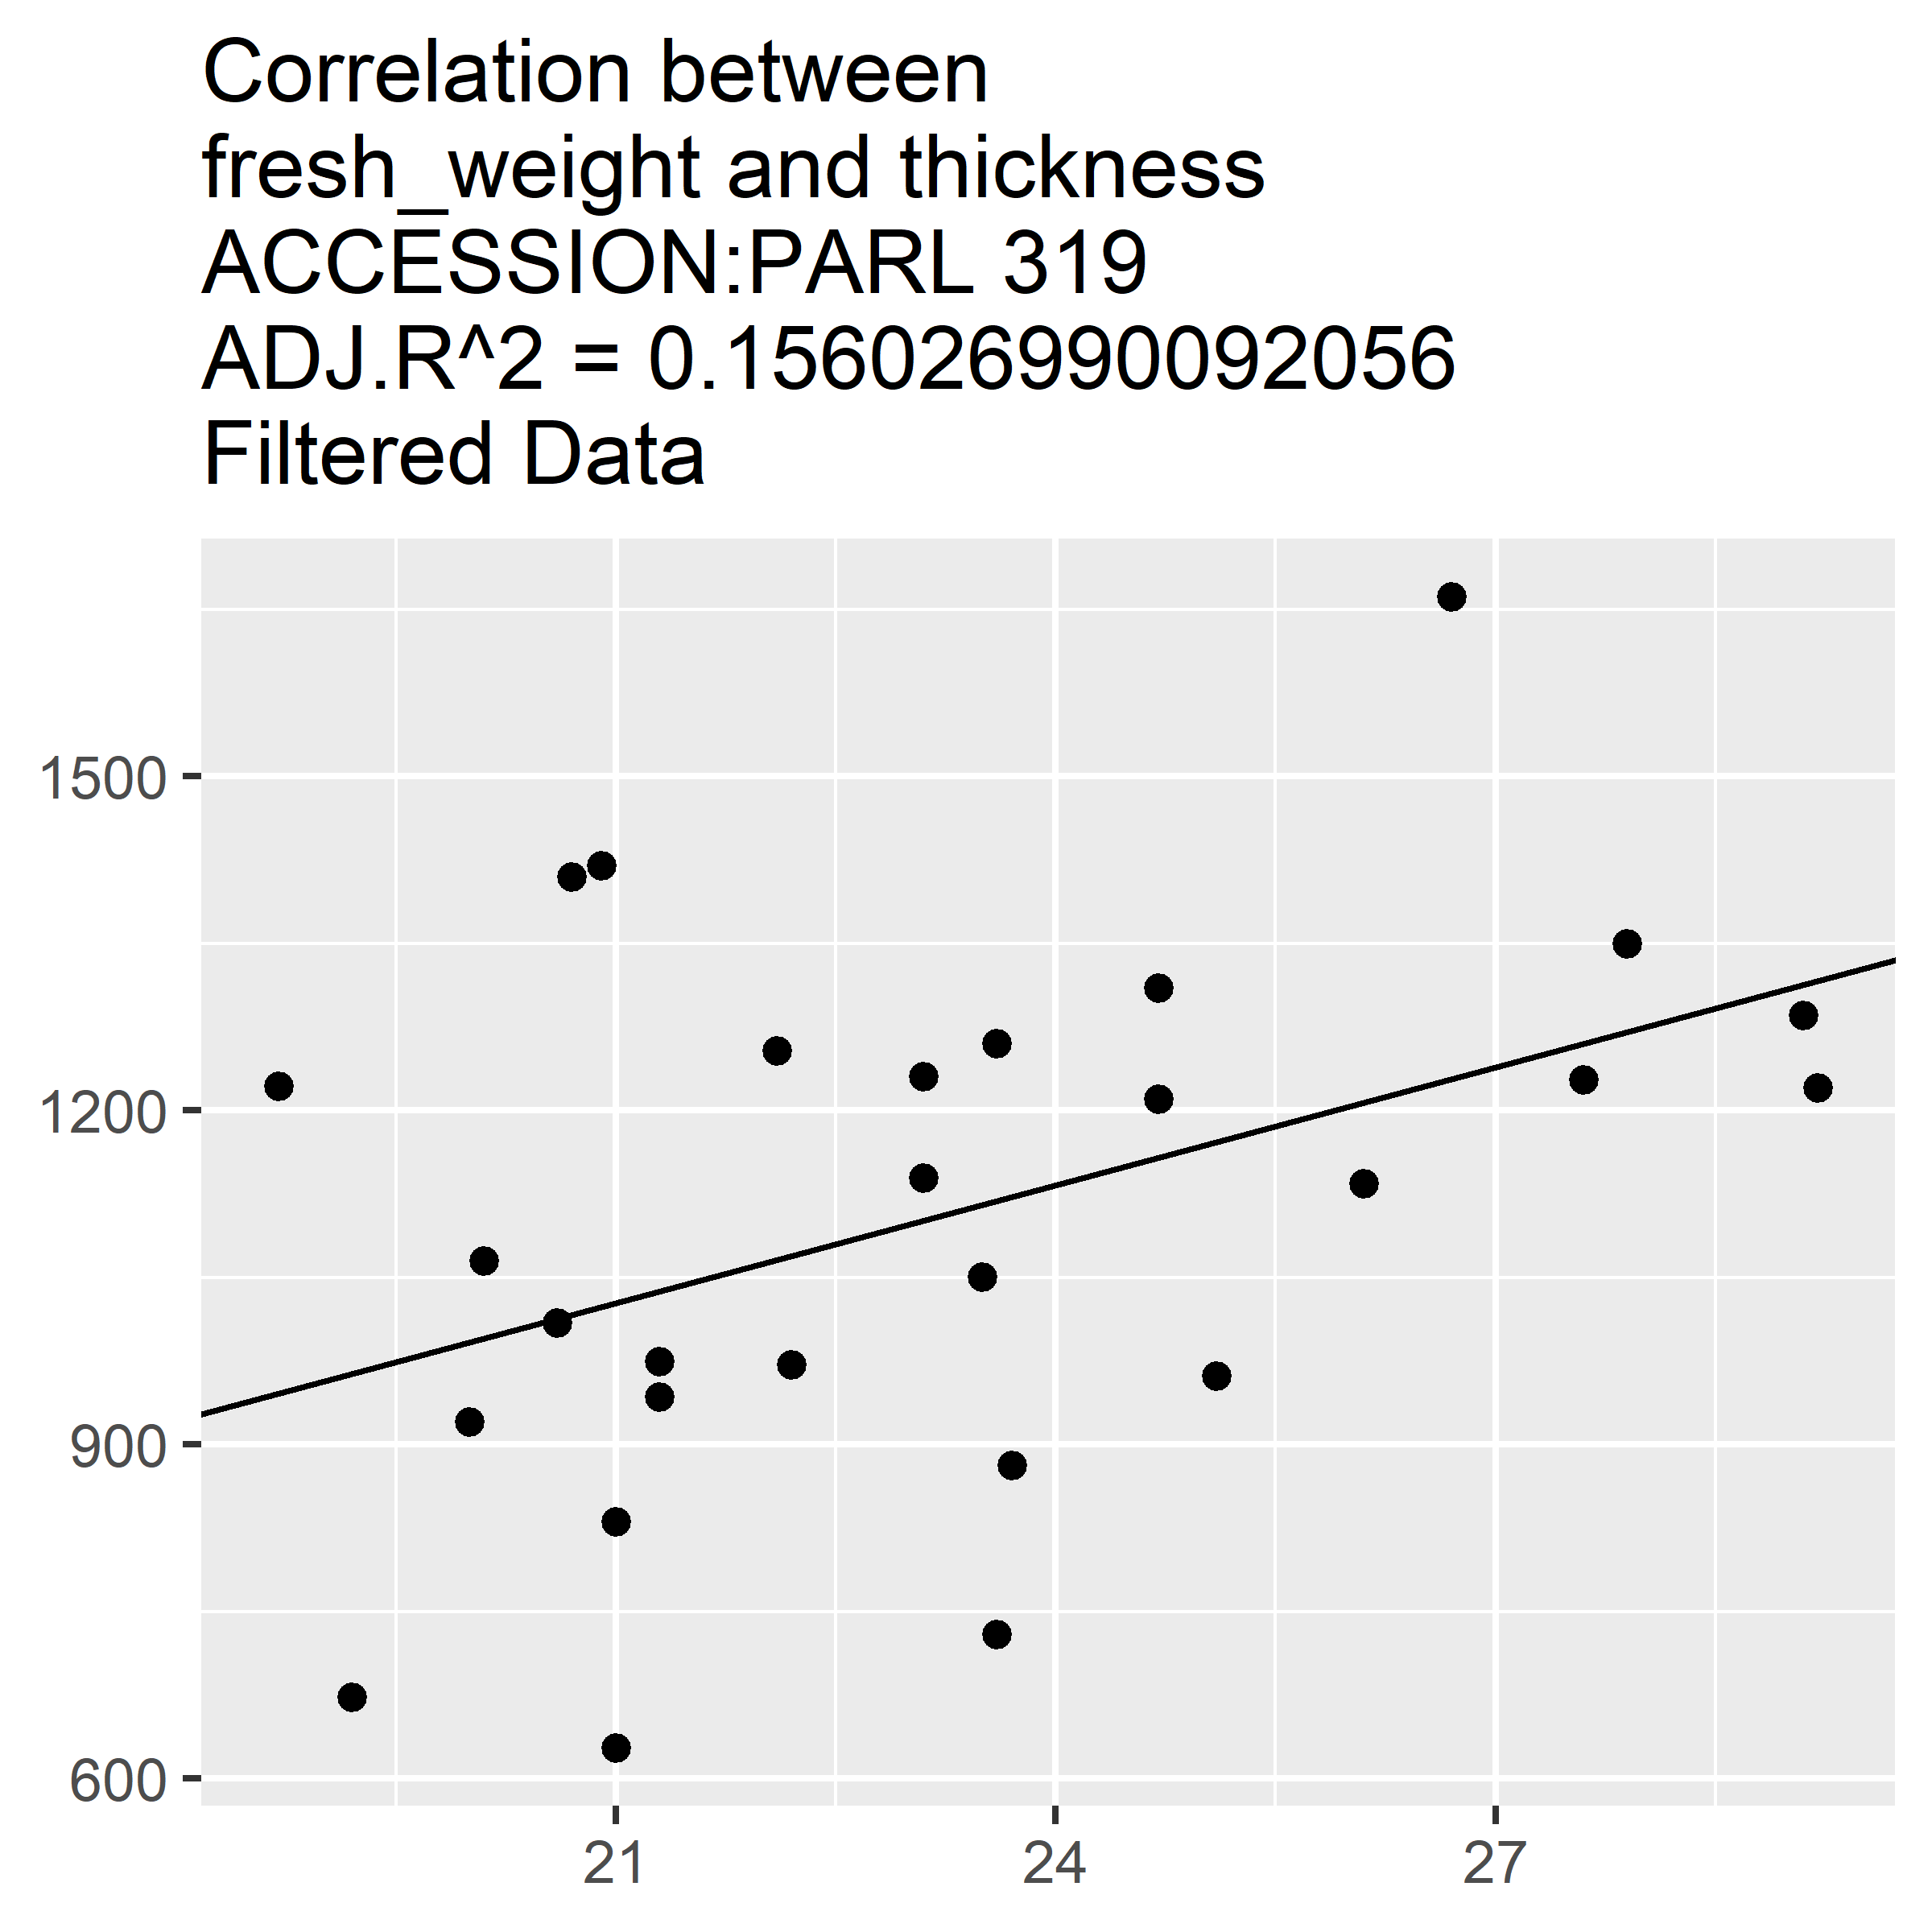 Correlation between
fresh_weight and thickness
ACCESSION:PARL 319
ADJ.R^2 = 0.156026990092056
Filtered Data
1500
1200
900
600
21
24
27